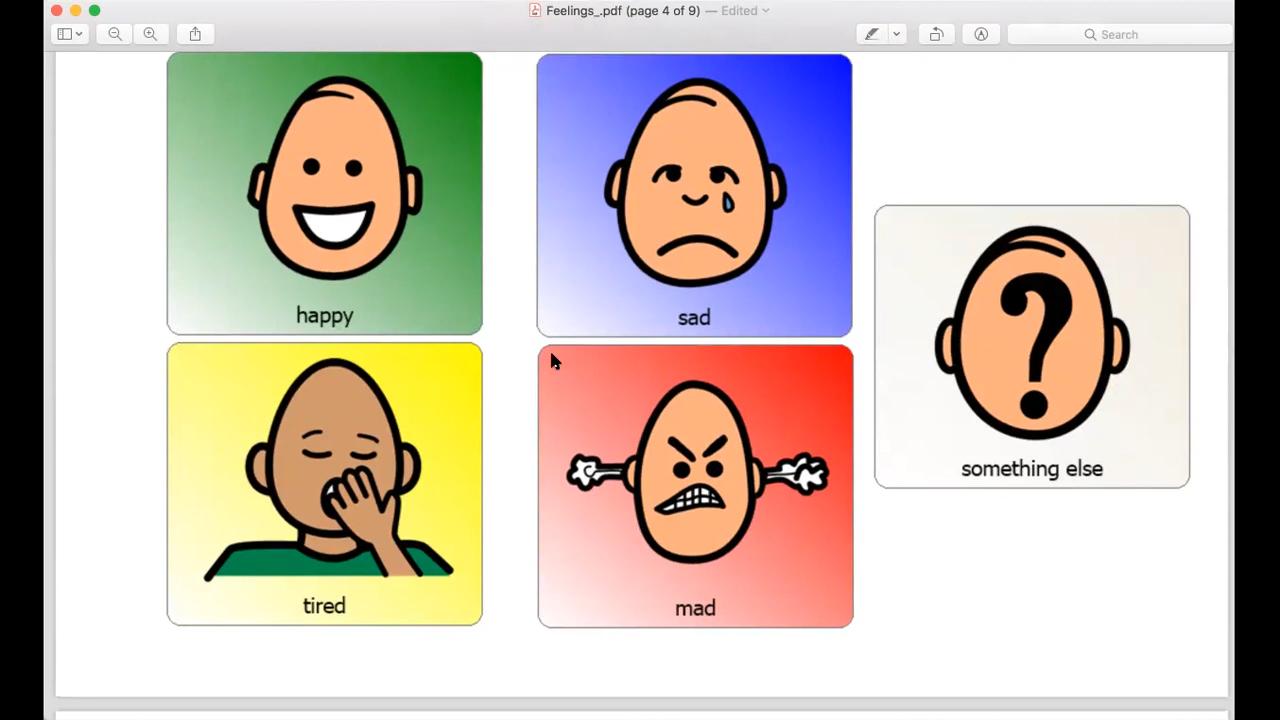 Feelings_.pdf (page 4 of 9) — Edited
Search
happy
sad
?
something else
tired
mad